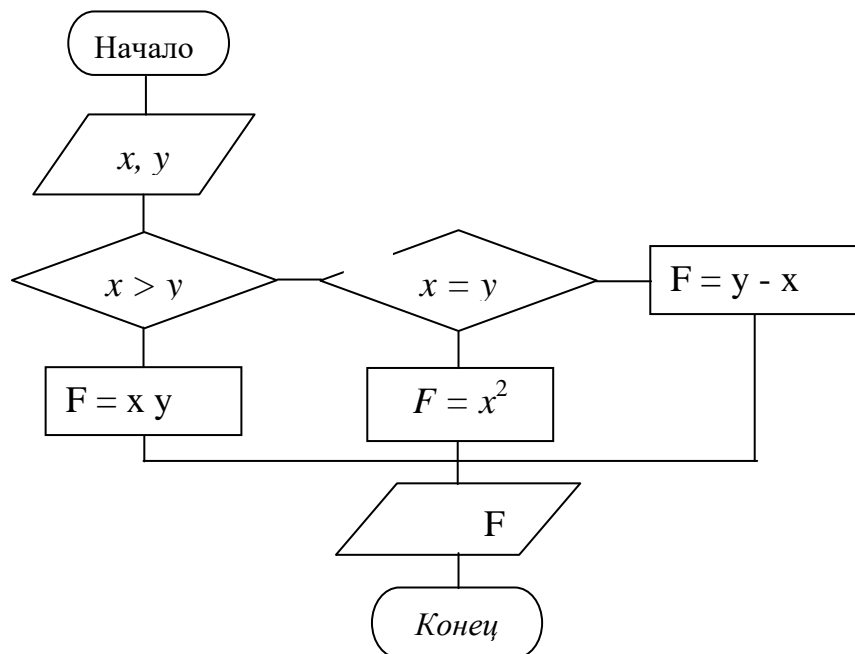 Начало
x, y
x > y
x = y
F = y - x
F = x y
F = x²
F
Конец